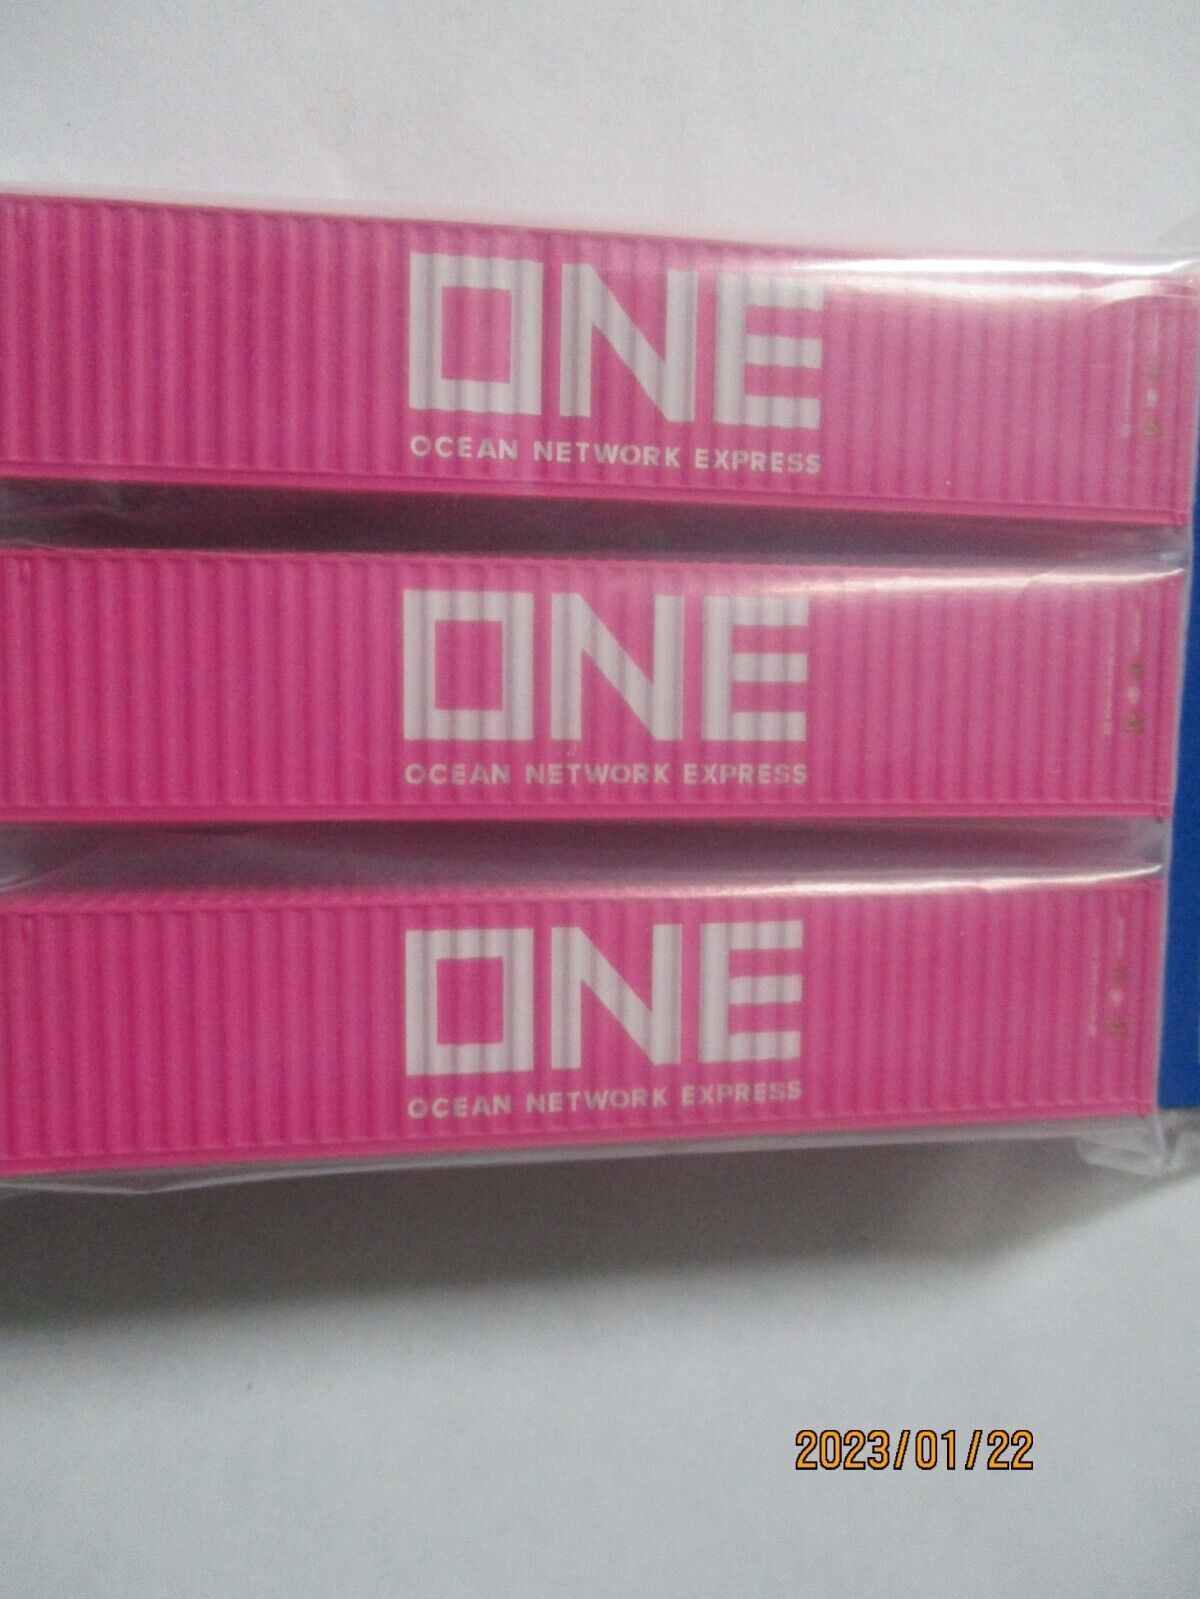 ONE
OCEAN NETWORK EXPRESS
ONE
OCEAN NETWORK EXPRESS
ONE
OCEAN NETWORK EXPRESS
2023/01/22